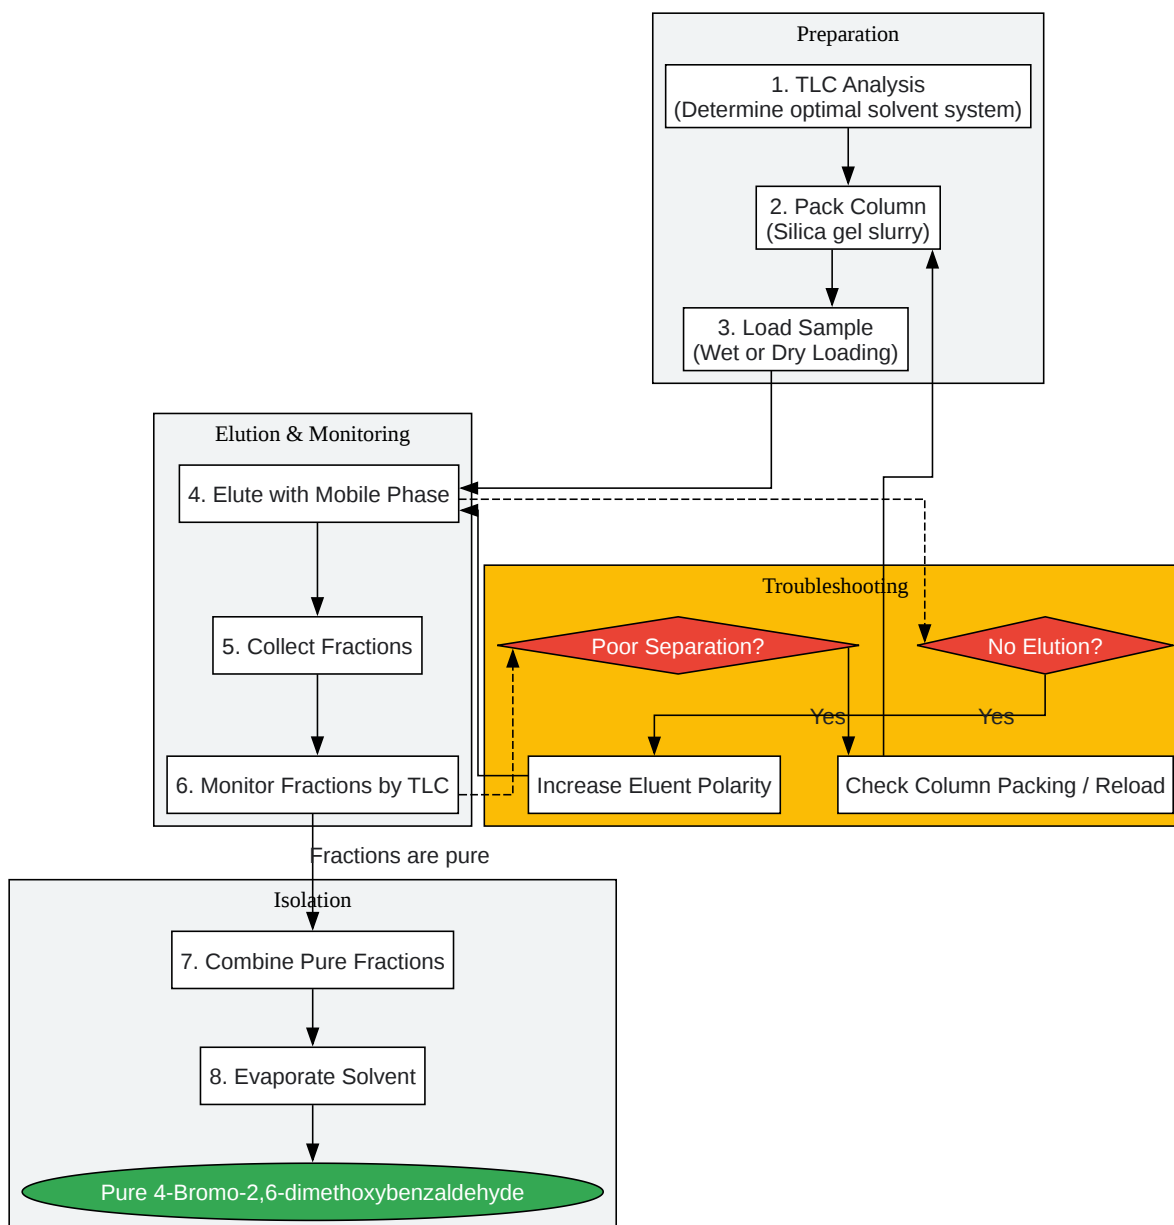 Preparation
1. TLC Analysis
(Determine optimal solvent system)
2. Pack Column
(Silica gel slurry)
3. Load Sample
(Wet or Dry Loading)
Elution & Monitoring
4. Elute with Mobile Phase
5. Collect Fractions
6. Monitor Fractions by TLC
Troubleshooting
Poor Separation?
No Elution?
Yes
Yes
Increase Eluent Polarity
Check Column Packing / Reload
Fractions are pure
Isolation
7. Combine Pure Fractions
8. Evaporate Solvent
Pure 4-Bromo-2,6-dimethoxybenzaldehyde